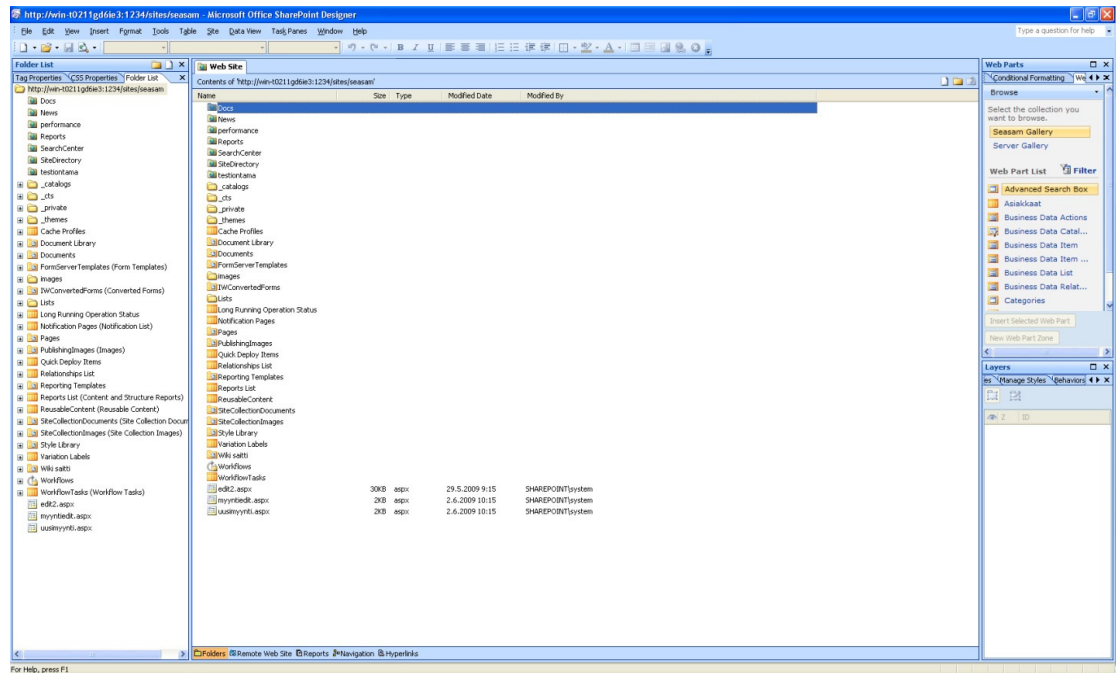 http://win-t0211gd6ie3:1234/sites/seasam - Microsoft Office SharePoint Designer
File Edit View Insert Format Tools Table Site Data View Task Panes Window Help
Type a question for help
Folder List
Tag Properties CSS Properties Folder List
http://win-t0211gd6ie3:1234/sites/seasam
Docs
News
performance
Reports
SearchCenter
SiteDirectory
testiontama
_catalogs
_cts
_private
_themes
Cache Profiles
Document Library
Documents
FormServerTemplates (Form Templates)
images
IWConvertedForms (Converted Forms)
Lists
Long Running Operation Status
Notification Pages (Notification List)
Pages
PublishingImages (Images)
Quick Deploy Items
Relationships List
Reporting Templates
Reports List (Content and Structure Reports)
ReusableContent (Reusable Content)
SiteCollectionDocuments (Site Collection Docum
SiteCollectionImages (Site Collection Images)
Style Library
Variation Labels
Wiki saitti
Workflows
WorkflowTasks (Workflow Tasks)
edit2.aspx
myyntiedit.aspx
uusimyynti.aspx
Web Site
Contents of 'http://win-t0211gd6ie3:1234/sites/seasam'
Name Size Type Modified Date Modified By
Docs
News
performance
Reports
SearchCenter
SiteDirectory
testiontama
_catalogs
_cts
_private
_themes
Cache Profiles
Document Library
Documents
FormServerTemplates
images
IWConvertedForms
Lists
Long Running Operation Status
Notification Pages
Pages
PublishingImages
Quick Deploy Items
Relationships List
Reporting Templates
Reports List
ReusableContent
SiteCollectionDocuments
SiteCollectionImages
Style Library
Variation Labels
Wiki saitti
Workflows
WorkflowTasks
edit2.aspx 30KB aspx 29.5.2009 9:15 SHAREPOINT\system
myyntiedit.aspx 2KB aspx 2.6.2009 10:15 SHAREPOINT\system
uusimyynti.aspx 2KB aspx 2.6.2009 10:15 SHAREPOINT\system
Folders Remote Web Site Reports Navigation Hyperlinks
Web Parts
Conditional Formatting We
Browse
Select the collection you
want to browse.
Seasam Gallery
Server Gallery
Web Part List Filter
Advanced Search Box
Asiakkaat
Business Data Actions
Business Data Catal...
Business Data Item
Business Data Item ...
Business Data List
Business Data Relat...
Categories
Insert Selected Web Part
New Web Part Zone
Layers
es Manage Styles Behaviors
Z ID
For Help, press F1